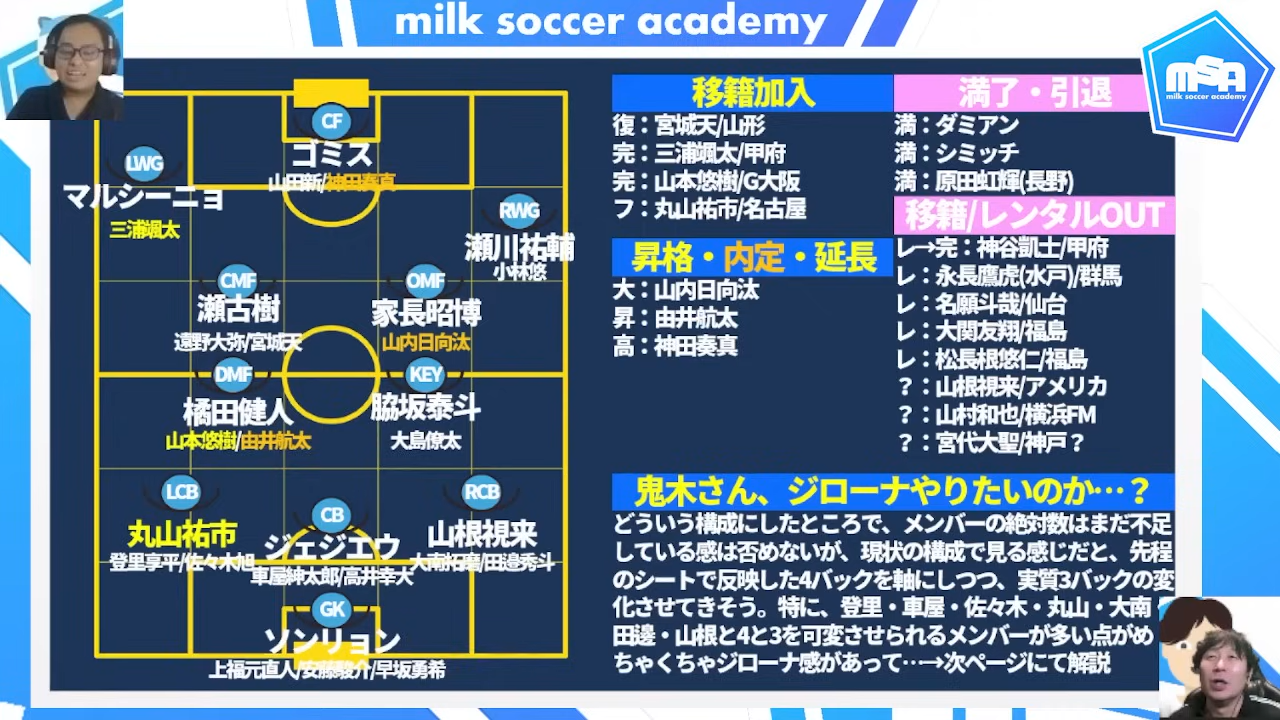 milk soccer academy
MSA
milk soccer academy
CF
ゴミス
山田新/神田奏真
LWG
マルシーニョ
三浦颯太
RWG
瀬川祐輔
小林悠
CMF
瀬古樹
遠野大弥/宮城天
OMF
家長昭博
山内日向汰
DMF
橘田健人
山本悠樹/由井航太
KEY
脇坂泰斗
大島僚太
LCB
丸山祐市
登里享平/佐々木旭
CB
ジェジエウ
車屋紳太郎/高井幸大
RCB
山根視来
大南拓磨/田邉秀斗
GK
ソンリョン
上福元直人/安藤駿介/早坂勇希
移籍加入
復：宮城天/山形
完：三浦颯太/甲府
完：山本悠樹/G大阪
フ：丸山祐市/名古屋
昇格・内定・延長
大：山内日向汰
昇：由井航太
高：神田奏真
満了・引退
満：ダミアン
満：シミッチ
満：原田虹輝(長野)
移籍/レンタルOUT
レ→完：神谷凱士/甲府
レ：永長鷹虎(水戸)/群馬
レ：名願斗哉/仙台
レ：大関友翔/福島
レ：松長根悠仁/福島
？：山根視来/アメリカ
？：山村和也/横浜FM
？：宮代大聖/神戸？
鬼木さん、ジローナやりたいのか…？
どういう構成にしたところで、メンバーの絶対数はまだ不足
している感は否めないが、現状の構成で見る感じだと、先程
のシートで反映した4バックを軸にしつつ、実質3バックの変
化させてきそう。特に、登里・車屋・佐々木・丸山・大南・
田邊・山根と4と3を可変させられるメンバーが多い点がめ
ちゃくちゃジローナ感があって…→次ページにて解説